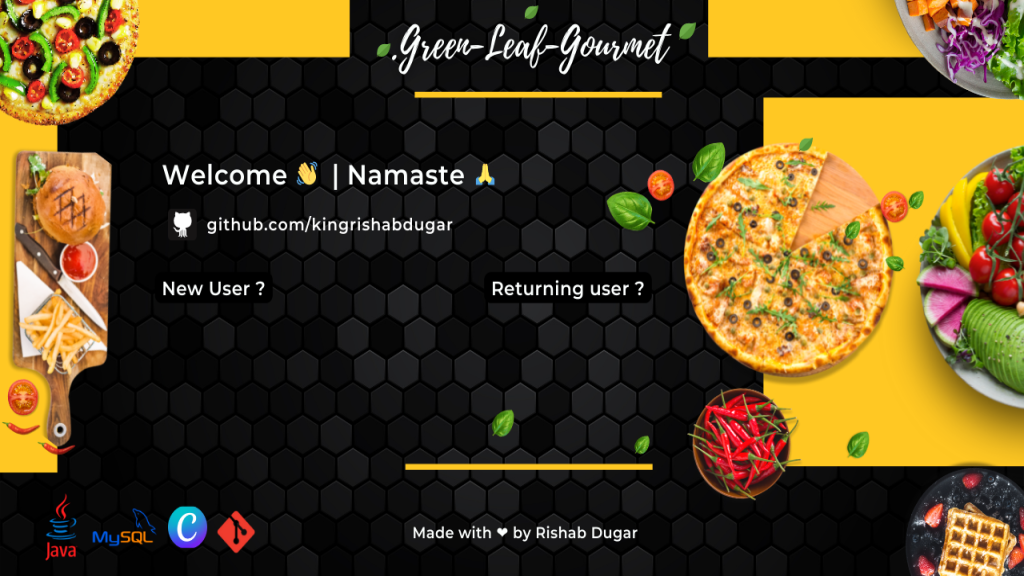 .Green-Leaf-Gourmet
Welcome 👋 | Namaste 🙏
github.com/kingrishabdugar
New User ?
Returning user ?
Java
MySQL
C
Made with ❤ by Rishab Dugar